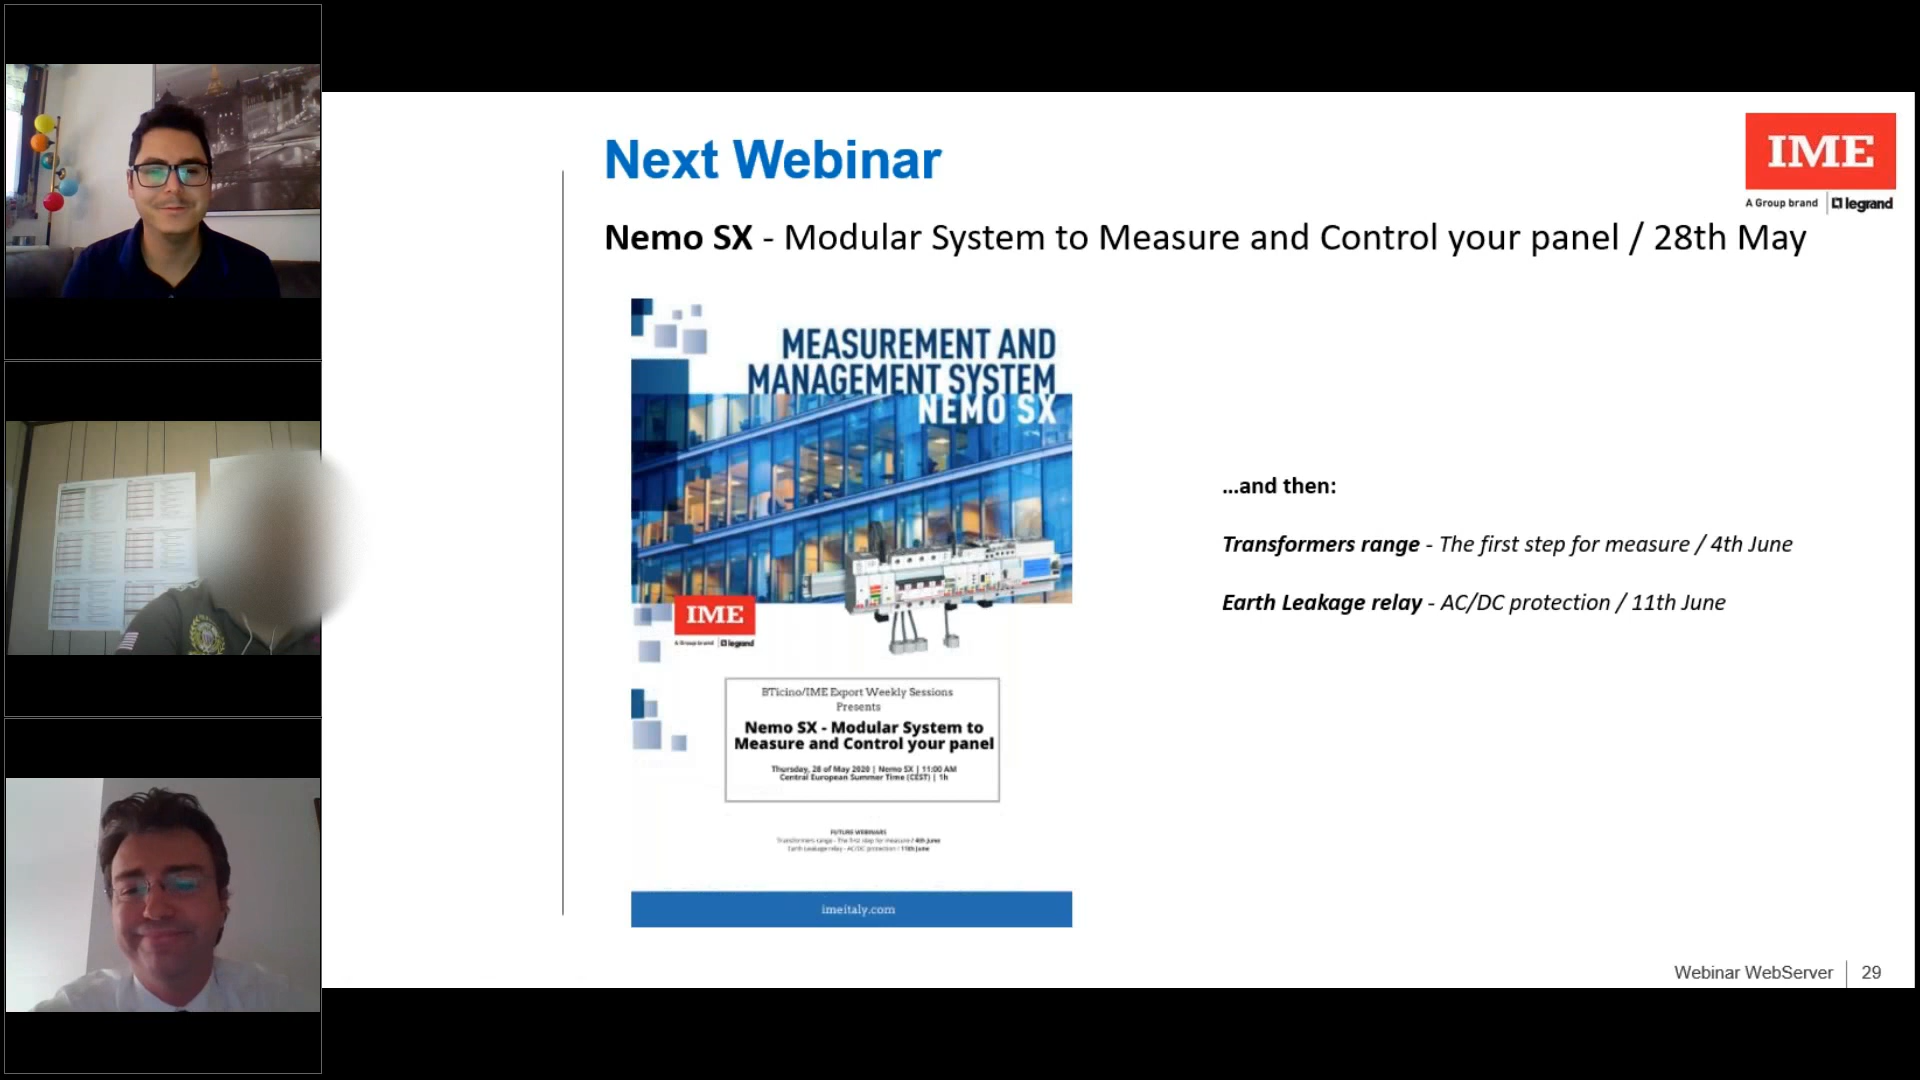 Next Webinar
IME
A Group brand | legrand
Nemo SX - Modular System to Measure and Control your panel / 28th May
MEASUREMENT AND
MANAGEMENT SYSTEM
NEMO SX
IME
A Group brand | legrand
BTicino/IME Export Weekly Sessions
Presents
Nemo SX - Modular System to
Measure and Control your panel
Thursday, 28 of May 2020 | Nemo SX | 11:00 AM
Central European Summer Time (CEST) | 1h
FUTURE WEBINARS
Transformers range - The first step for measure / 4th June
Earth Leakage relay - AC/DC protection / 11th June
imeitaly.com
...and then:
Transformers range - The first step for measure / 4th June
Earth Leakage relay - AC/DC protection / 11th June
Webinar WebServer | 29